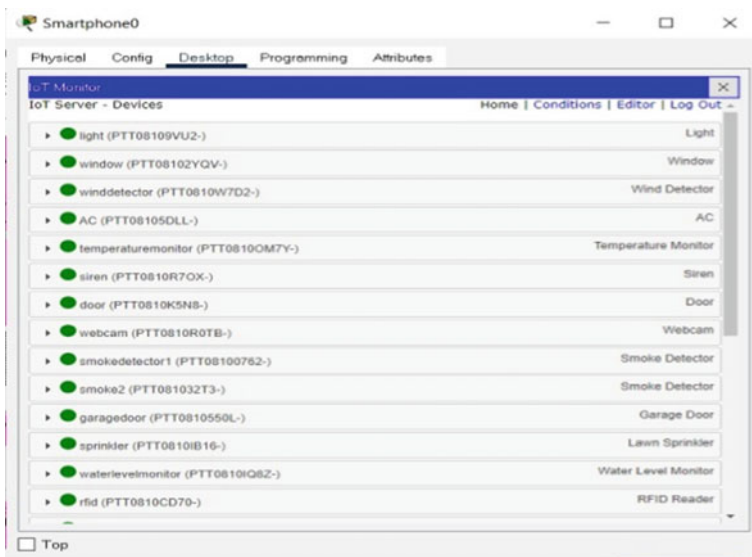 Smartphone0
Physical Config Desktop Programming Attributes
IoT Monitor
IoT Server - Devices Home | Conditions | Editor | Log Out
light (PTT08109VU2-) Light
window (PTT08102YQV-) Window
winddetector (PTT0810W7D2-) Wind Detector
AC (PTT08105DLL-) AC
temperaturemonitor (PTT0810OM7Y-) Temperature Monitor
siren (PTT0810R7OX-) Siren
door (PTT0810K5N8-) Door
webcam (PTT0810R0TB-) Webcam
smokedetector1 (PTT08100762-) Smoke Detector
smoke2 (PTT081032T3-) Smoke Detector
garagedoor (PTT0810550L-) Garage Door
sprinkler (PTT0810IB16-) Lawn Sprinkler
waterlevelmonitor (PTT0810IQ8Z-) Water Level Monitor
rfid (PTT0810CD70-) RFID Reader
Top